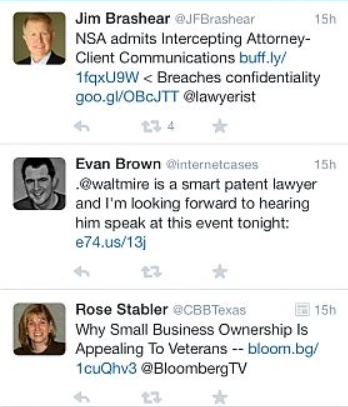 Jim Brashear @JFBrashear 15h
NSA admits Intercepting Attorney-
Client Communications buff.ly/
1fqxU9W < Breaches confidentiality
goo.gl/OBcJTT @lawyerist
4
Evan Brown @internetcases 15h
.@waltmire is a smart patent lawyer
and I'm looking forward to hearing
him speak at this event tonight:
e74.us/13j
Rose Stabler @CBBTexas 15h
Why Small Business Ownership Is
Appealing To Veterans -- bloom.bg/
1cuQhv3 @BloombergTV